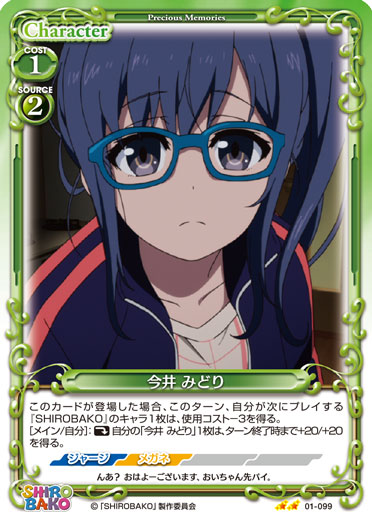 Precious Memories
Character
COST
1
SOURCE
2
今井 みどり
このカードが登場した場合、このターン、自分が次にプレイする
『SHIROBAKO』のキャラ1枚は、使用コスト-3を得る。
[メイン/自分]:自分の「今井 みどり」1枚は、ターン終了時まで+20/+20
を得る。
ジャージ メガネ
んあ? おはよーございます、おいちゃん先パイ。
SHIRO
BAKO
©「SHIROBAKO」製作委員会 01-099